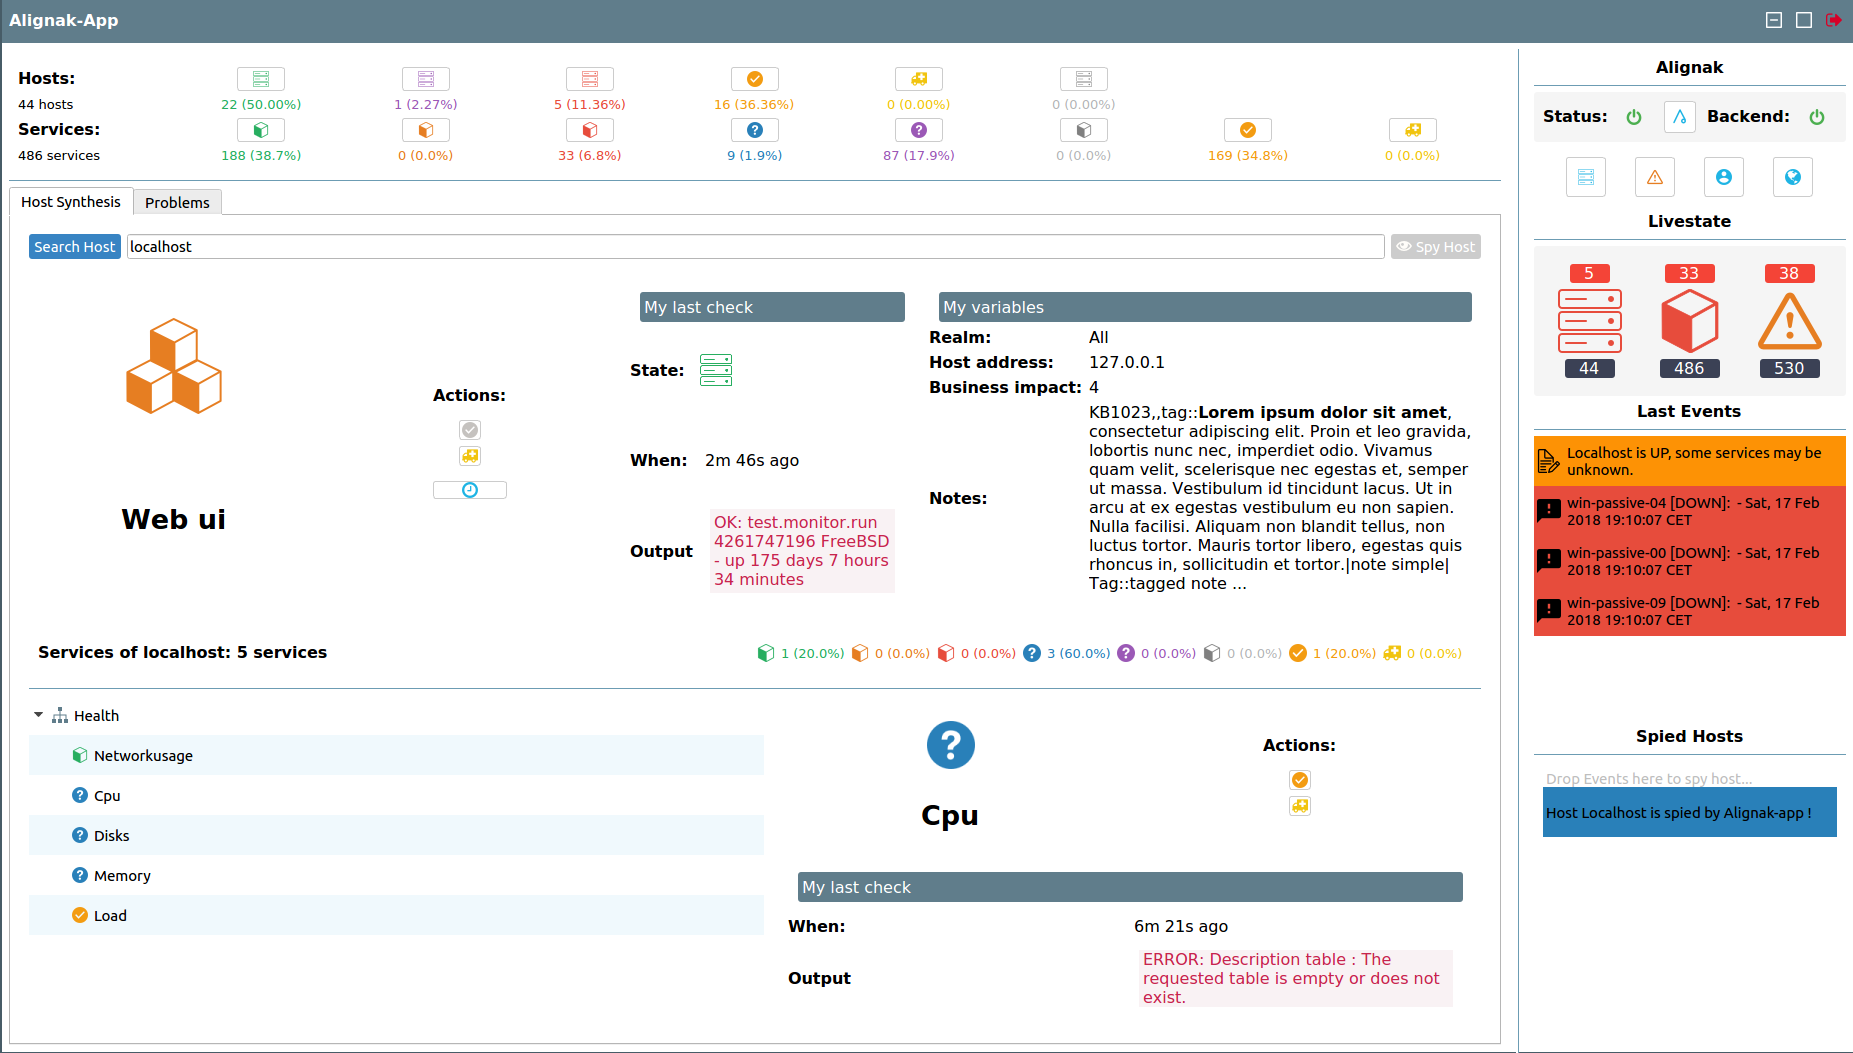 Alignak-App
Hosts:
44 hosts
22 (50.00%)
1 (2.27%)
5 (11.36%)
16 (36.36%)
0 (0.00%)
0 (0.00%)
Services:
486 services
188 (38.7%)
0 (0.0%)
33 (6.8%)
9 (1.9%)
87 (17.9%)
0 (0.0%)
169 (34.8%)
0 (0.0%)
Host Synthesis
Problems
Search Host
localhost
Spy Host
Web ui
Actions:
My last check
State:
When:
2m 46s ago
Output
OK: test.monitor.run
4261747196 FreeBSD
- up 175 days 7 hours
34 minutes
My variables
Realm:
All
Host address:
127.0.0.1
Business impact:
4
Notes:
KB1023,,tag::Lorem ipsum dolor sit amet,
consectetur adipiscing elit. Proin et leo gravida,
lobortis nunc nec, imperdiet odio. Vivamus
quam velit, scelerisque nec egestas et, semper
ut massa. Vestibulum id tincidunt lacus. Ut in
arcu at ex egestas vestibulum eu non sapien.
Nulla facilisi. Aliquam non blandit tellus, non
luctus tortor. Mauris tortor libero, egestas quis
rhoncus in, sollicitudin et tortor.|note simple|
Tag::tagged note ...
Services of localhost: 5 services
1 (20.0%)
0 (0.0%)
0 (0.0%)
3 (60.0%)
0 (0.0%)
0 (0.0%)
1 (20.0%)
0 (0.0%)
Health
Networkusage
Cpu
Disks
Memory
Load
Cpu
Actions:
My last check
When:
6m 21s ago
Output
ERROR: Description table : The
requested table is empty or does not
exist.
Alignak
Status:
Backend:
Livestate
5
33
38
44
486
530
Last Events
Localhost is UP, some services may be
unknown.
win-passive-04 [DOWN]:  - Sat, 17 Feb
2018 19:10:07 CET
win-passive-00 [DOWN]:  - Sat, 17 Feb
2018 19:10:07 CET
win-passive-09 [DOWN]:  - Sat, 17 Feb
2018 19:10:07 CET
Spied Hosts
Drop Events here to spy host...
Host Localhost is spied by Alignak-app !